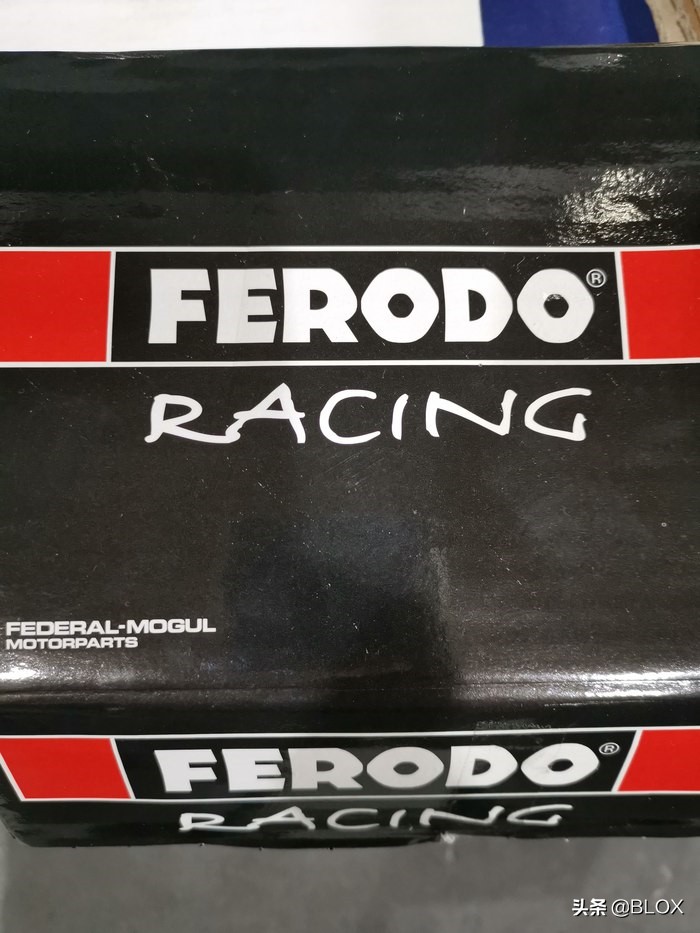 FERODO®
RACING
FEDERAL-MOGUL
MOTORPARTS
FERODO®
RACING
头条 @BLOX